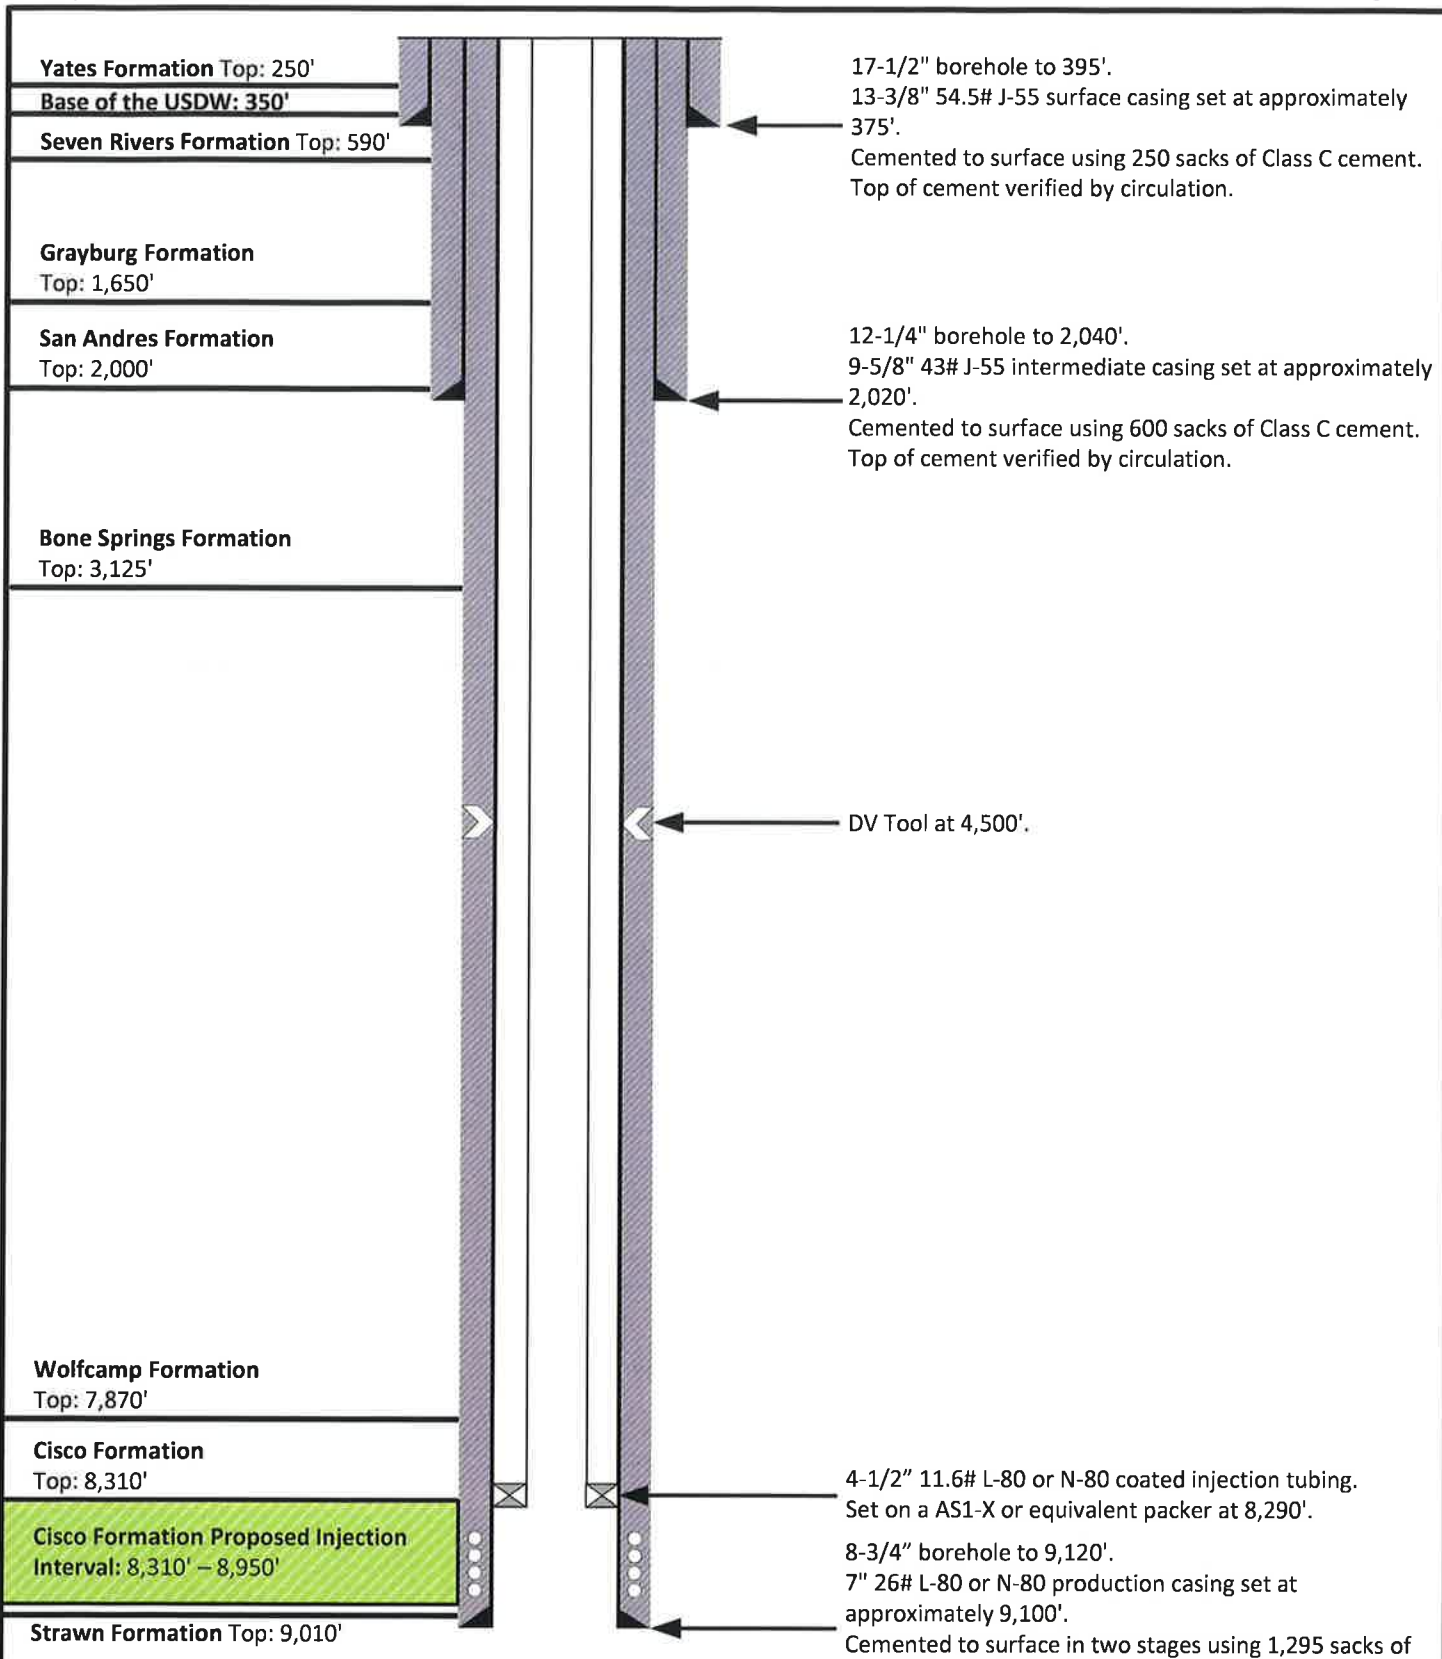 Yates Formation Top: 250'
Base of the USDW: 350'
Seven Rivers Formation Top: 590'
Grayburg Formation
Top: 1,650'
San Andres Formation
Top: 2,000'
Bone Springs Formation
Top: 3,125'
Wolfcamp Formation
Top: 7,870'
Cisco Formation
Top: 8,310'
Cisco Formation Proposed Injection
Interval: 8,310' – 8,950'
Strawn Formation Top: 9,010'
17-1/2" borehole to 395'.
13-3/8" 54.5# J-55 surface casing set at approximately
375'.
Cemented to surface using 250 sacks of Class C cement.
Top of cement verified by circulation.
12-1/4" borehole to 2,040'.
9-5/8" 43# J-55 intermediate casing set at approximately
2,020'.
Cemented to surface using 600 sacks of Class C cement.
Top of cement verified by circulation.
DV Tool at 4,500'.
4-1/2” 11.6# L-80 or N-80 coated injection tubing.
Set on a AS1-X or equivalent packer at 8,290'.
8-3/4” borehole to 9,120'.
7" 26# L-80 or N-80 production casing set at
approximately 9,100'.
Cemented to surface in two stages using 1,295 sacks of